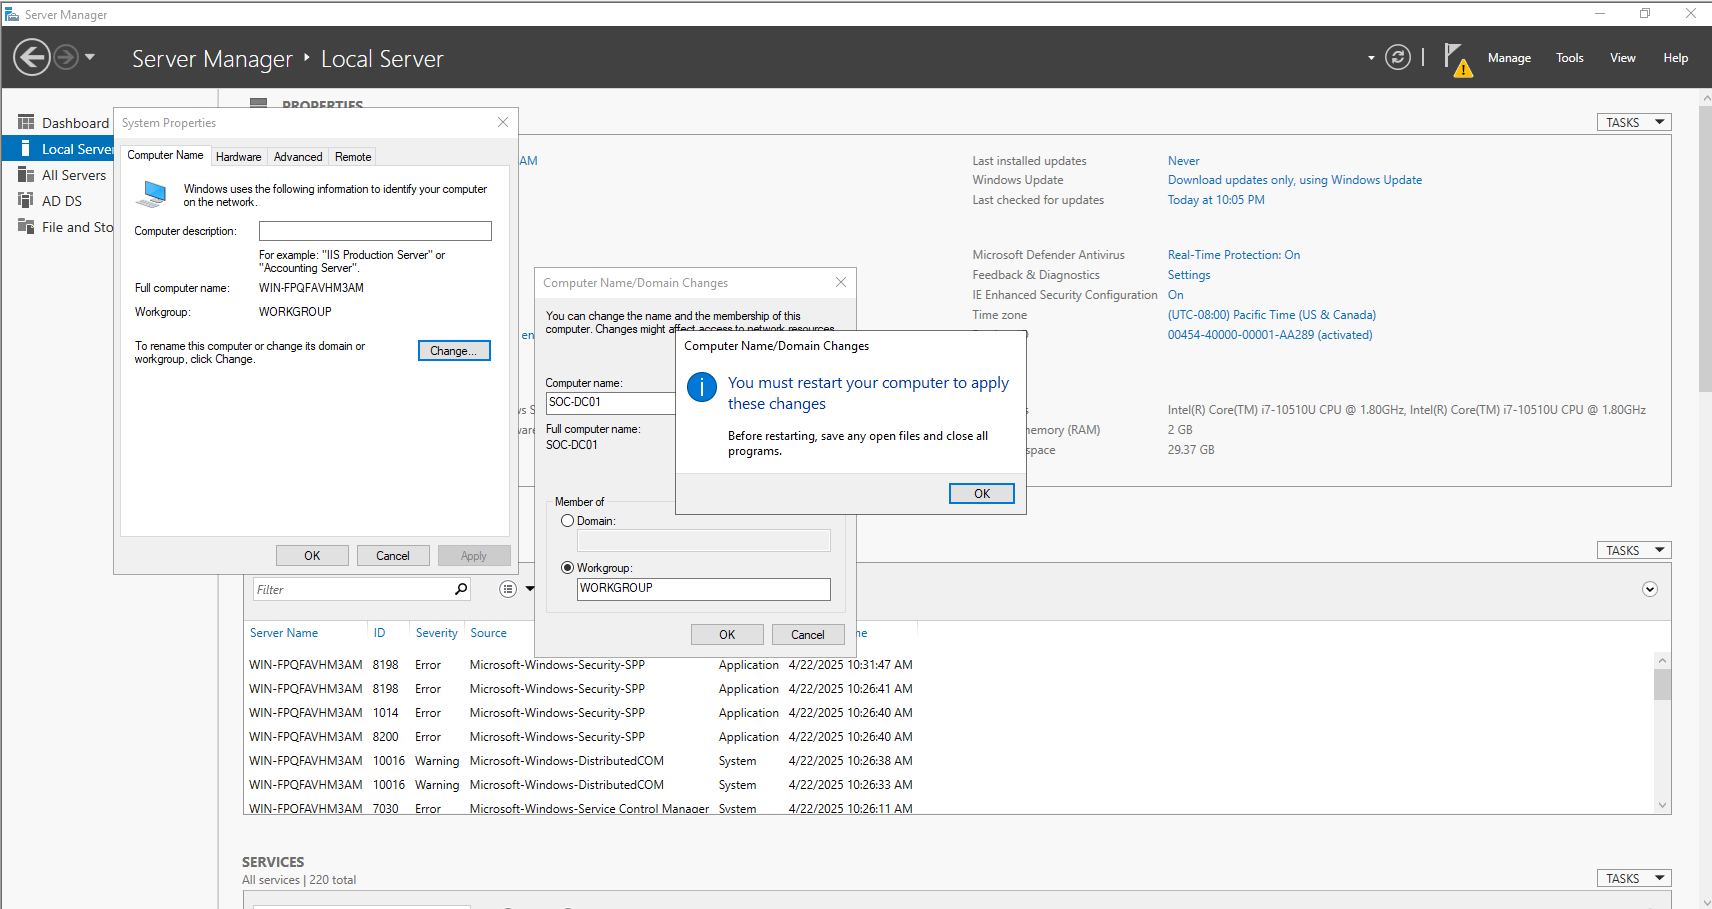 Server Manager
Server Manager ‣ Local Server
Manage Tools View Help
Dashboard
Local Server
All Servers
AD DS
File and Sto
PROPERTIES
TASKS
System Properties
Computer Name Hardware Advanced Remote
Windows uses the following information to identify your computer
on the network.
Computer description:
For example: "IIS Production Server" or
"Accounting Server".
Full computer name: WIN-FPQFAVHM3AM
Workgroup: WORKGROUP
To rename this computer or change its domain or
workgroup, click Change.
Change...
OK Cancel Apply
AM
en
Last installed updates Never
Windows Update Download updates only, using Windows Update
Last checked for updates Today at 10:05 PM
Microsoft Defender Antivirus Real-Time Protection: On
Feedback & Diagnostics Settings
IE Enhanced Security Configuration On
Time zone (UTC-08:00) Pacific Time (US & Canada)
00454-40000-00001-AA289 (activated)
Intel(R) Core(TM) i7-10510U CPU @ 1.80GHz, Intel(R) Core(TM) i7-10510U CPU @ 1.80GHz
emory (RAM) 2 GB
space 29.37 GB
Computer Name/Domain Changes
You can change the name and the membership of this
computer. Changes might affect access to network resources.
Computer name:
SOC-DC01
Full computer name:
SOC-DC01
Member of
Domain:
Workgroup:
WORKGROUP
OK Cancel
Computer Name/Domain Changes
You must restart your computer to apply
these changes
Before restarting, save any open files and close all
programs.
OK
TASKS
Filter
Server Name ID Severity Source me
WIN-FPQFAVHM3AM 8198 Error Microsoft-Windows-Security-SPP Application 4/22/2025 10:31:47 AM
WIN-FPQFAVHM3AM 8198 Error Microsoft-Windows-Security-SPP Application 4/22/2025 10:26:41 AM
WIN-FPQFAVHM3AM 1014 Error Microsoft-Windows-Security-SPP Application 4/22/2025 10:26:40 AM
WIN-FPQFAVHM3AM 8200 Error Microsoft-Windows-Security-SPP Application 4/22/2025 10:26:40 AM
WIN-FPQFAVHM3AM 10016 Warning Microsoft-Windows-DistributedCOM System 4/22/2025 10:26:38 AM
WIN-FPQFAVHM3AM 10016 Warning Microsoft-Windows-DistributedCOM System 4/22/2025 10:26:33 AM
WIN-FPQFAVHM3AM 7030 Error Microsoft-Windows-Service Control Manager System 4/22/2025 10:26:11 AM
SERVICES
All services | 220 total
TASKS